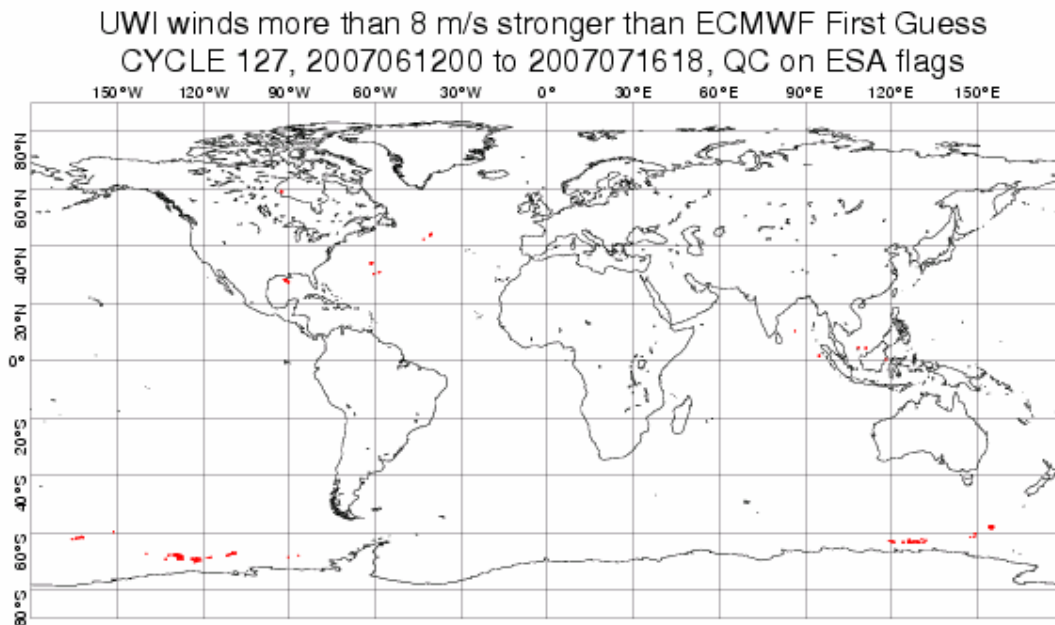 UWI winds more than 8 m/s stronger than ECMWF First Guess
CYCLE 127, 2007061200 to 2007071618, QC on ESA flags
150°W 120°W 90°W 60°W 30°W 0° 30°E 60°E 90°E 120°E 150°E
80°N
60°N
40°N
20°N
0°
20°S
40°S
60°S
80°S